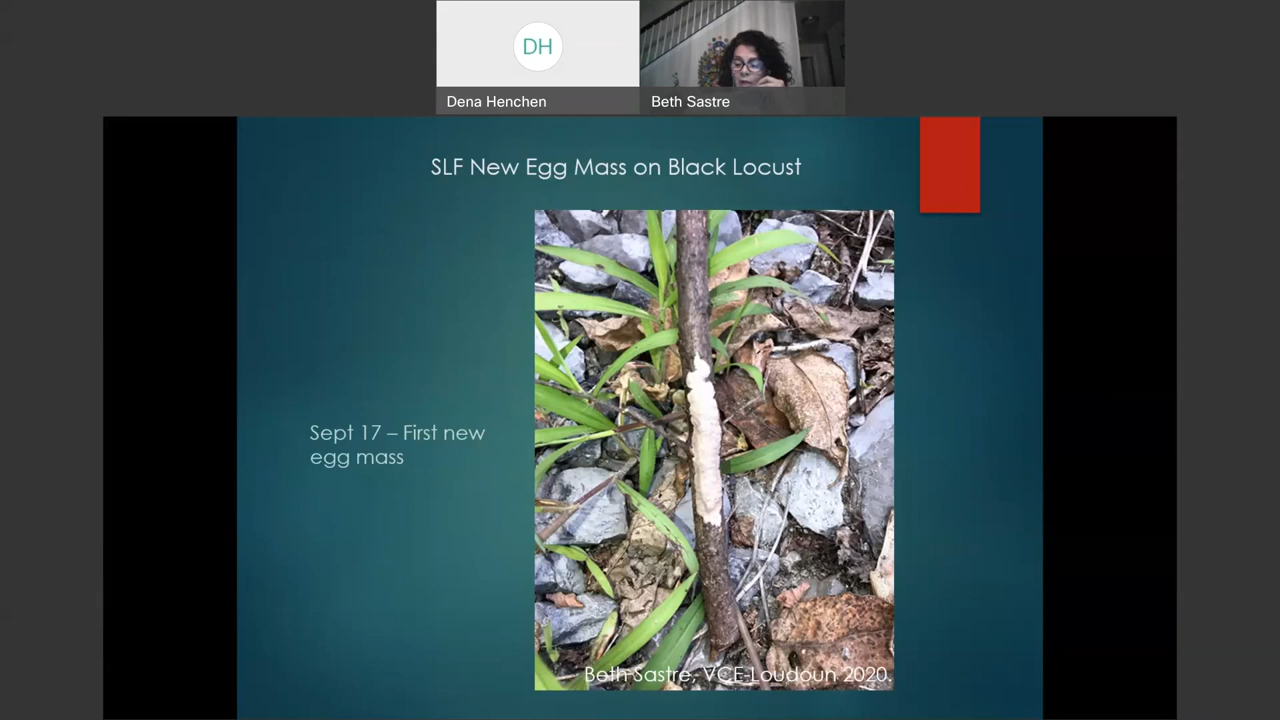 DH
Dena Henchen
Beth Sastre
SLF New Egg Mass on Black Locust
Sept 17 – First new
egg mass
Beth Sastre, VCE-Loudoun 2020.